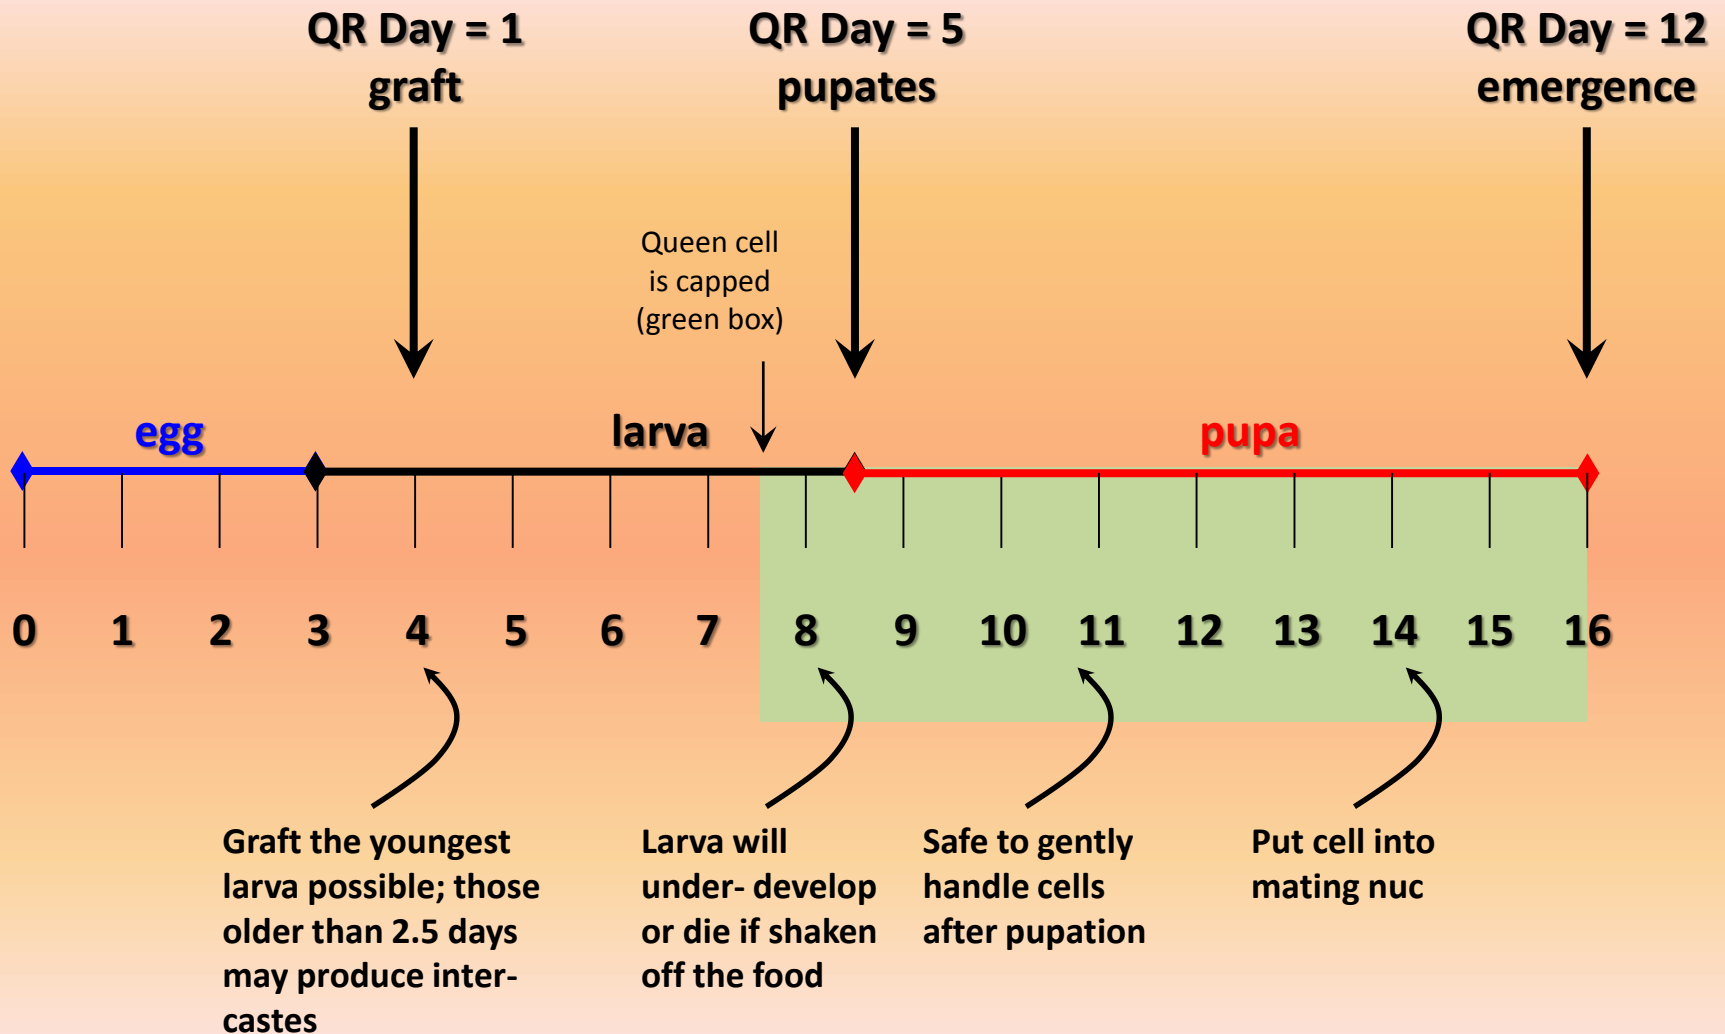 QR Day = 1
graft
QR Day = 5
pupates
QR Day = 12
emergence
Queen cell
is capped
(green box)
egg
larva
pupa
0 1 2 3 4 5 6 7 8 9 10 11 12 13 14 15 16
Graft the youngest
larva possible; those
older than 2.5 days
may produce inter-
castes
Larva will
under- develop
or die if shaken
off the food
Safe to gently
handle cells
after pupation
Put cell into
mating nuc